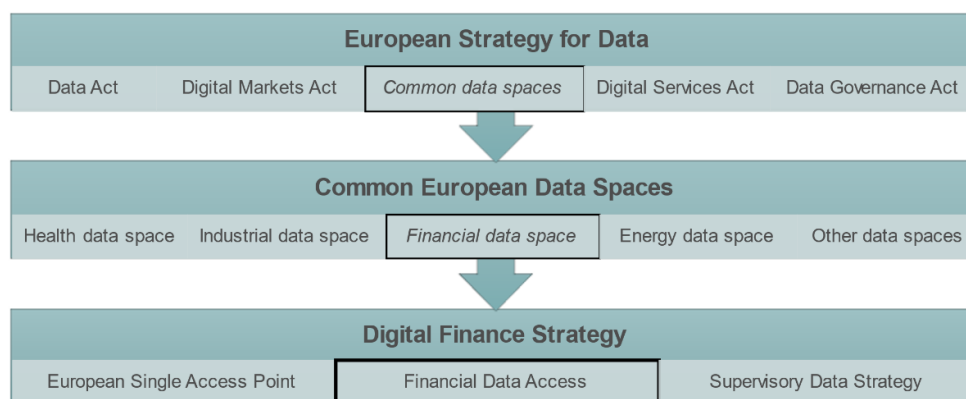 European Strategy for Data
Data Act Digital Markets Act Common data spaces Digital Services Act Data Governance Act
Common European Data Spaces
Health data space Industrial data space Financial data space Energy data space Other data spaces
Digital Finance Strategy
European Single Access Point Financial Data Access Supervisory Data Strategy